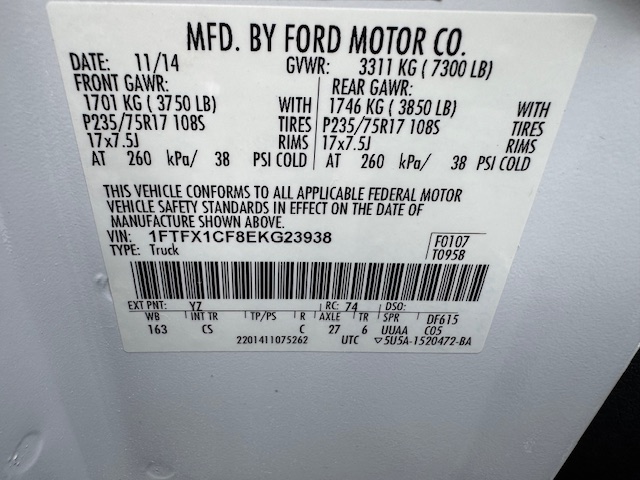 MFD. BY FORD MOTOR CO.
DATE: 11/14 GVWR: 3311 KG ( 7300 LB)
FRONT GAWR: REAR GAWR:
1701 KG ( 3750 LB) WITH 1746 KG ( 3850 LB) WITH
P235/75R17 108S TIRES P235/75R17 108S TIRES
17x7.5J RIMS 17x7.5J RIMS
AT 260 kPa/ 38 PSI COLD AT 260 kPa/ 38 PSI COLD
THIS VEHICLE CONFORMS TO ALL APPLICABLE FEDERAL MOTOR
VEHICLE SAFETY STANDARDS IN EFFECT ON THE DATE OF
MANUFACTURE SHOWN ABOVE.
VIN: 1FTFX1CF8EKG23938 F0107
TYPE: Truck T095B
EXT PNT: YZ RC: 74 DSO:
WB INT TR TP/PS R AXLE TR SPR DF615
163 CS C 27 6 UUAA C05
2201411075262 UTC ▽5U5A-1520472-BA